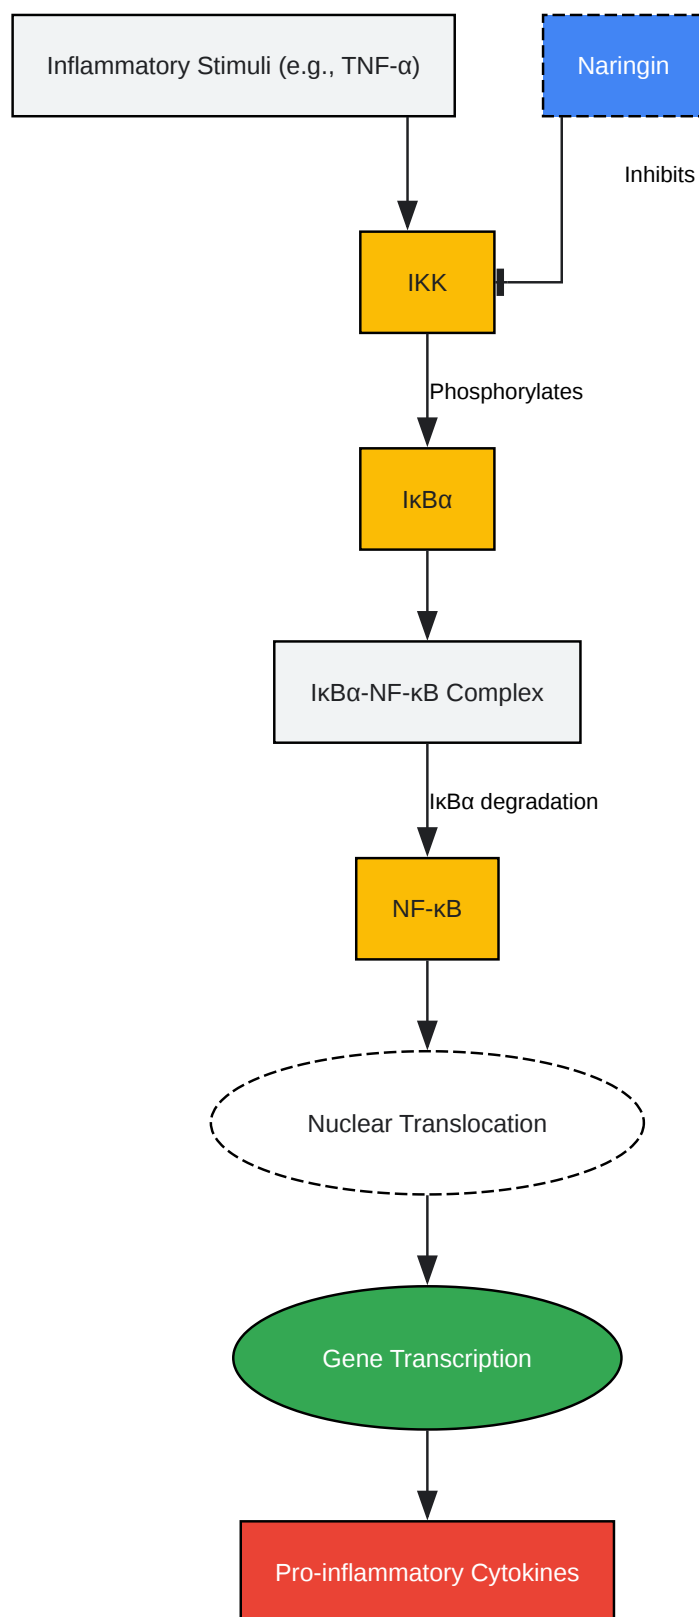 Inflammatory Stimuli (e.g., TNF-α)
Naringin
Inhibits
IKK
Phosphorylates
IκBα
IκBα-NF-κB Complex
IκBα degradation
NF-κB
Nuclear Translocation
Gene Transcription
Pro-inflammatory Cytokines